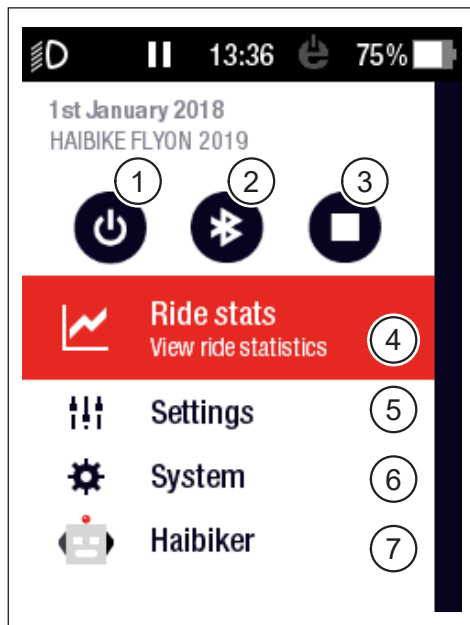 13:36 75%
1st January 2018
HAIBIKE FLYON 2019
1 2 3
Ride stats
View ride statistics 4
Settings 5
System 6
Haibiker 7